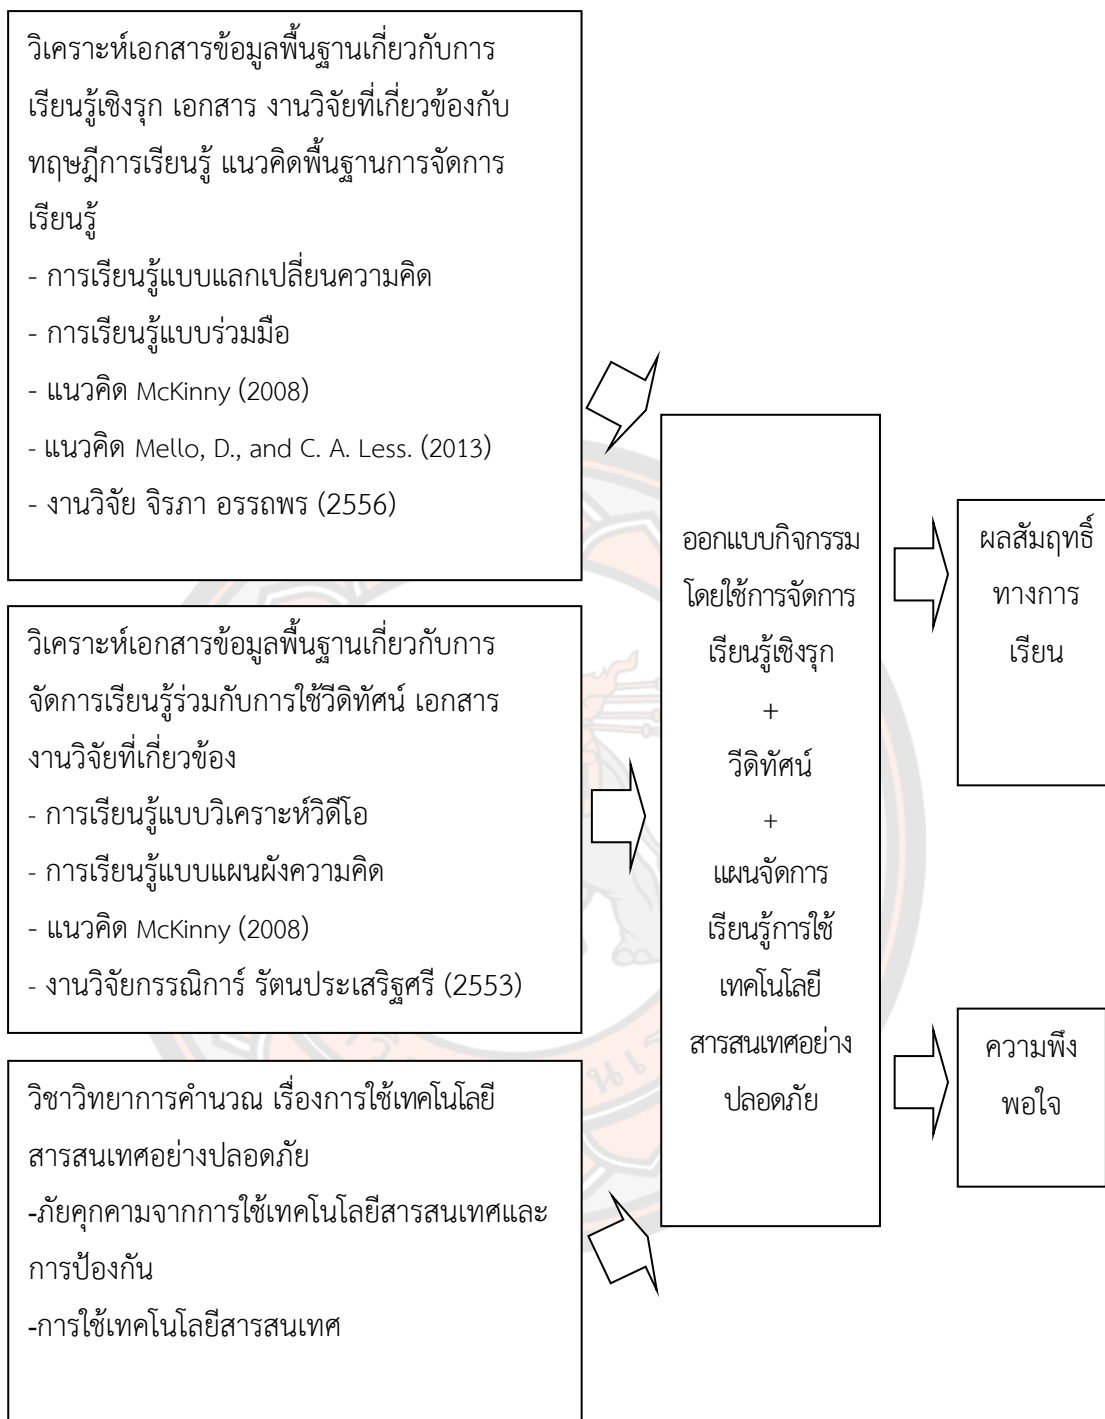 วิเคราะห์เอกสารข้อมูลพื้นฐานเกี่ยวกับการ
เรียนรู้เชิงรุก เอกสาร งานวิจัยที่เกี่ยวข้องกับ
ทฤษฎีการเรียนรู้ แนวคิดพื้นฐานการจัดการ
เรียนรู้
- การเรียนรู้แบบแลกเปลี่ยนความคิด
- การเรียนรู้แบบร่วมมือ
- แนวคิด McKinny (2008)
- แนวคิด Mello, D., and C. A. Less. (2013)
- งานวิจัย จิรภา อรรถพร (2556)
วิเคราะห์เอกสารข้อมูลพื้นฐานเกี่ยวกับการ
จัดการเรียนรู้ร่วมกับการใช้วีดิทัศน์ เอกสาร
งานวิจัยที่เกี่ยวข้อง
- การเรียนรู้แบบวิเคราะห์วิดีโอ
- การเรียนรู้แบบแผนผังความคิด
- แนวคิด McKinny (2008)
- งานวิจัยกรรณิการ์ รัตนประเสริฐศรี (2553)
วิชาวิทยาการคำนวณ เรื่องการใช้เทคโนโลยี
สารสนเทศอย่างปลอดภัย
-ภัยคุกคามจากการใช้เทคโนโลยีสารสนเทศและ
การป้องกัน
-การใช้เทคโนโลยีสารสนเทศ
ออกแบบกิจกรรม
โดยใช้การจัดการ
เรียนรู้เชิงรุก
+
วีดิทัศน์
+
แผนจัดการ
เรียนรู้การใช้
เทคโนโลยี
สารสนเทศอย่าง
ปลอดภัย
ผลสัมฤทธิ์
ทางการ
เรียน
ความพึง
พอใจ